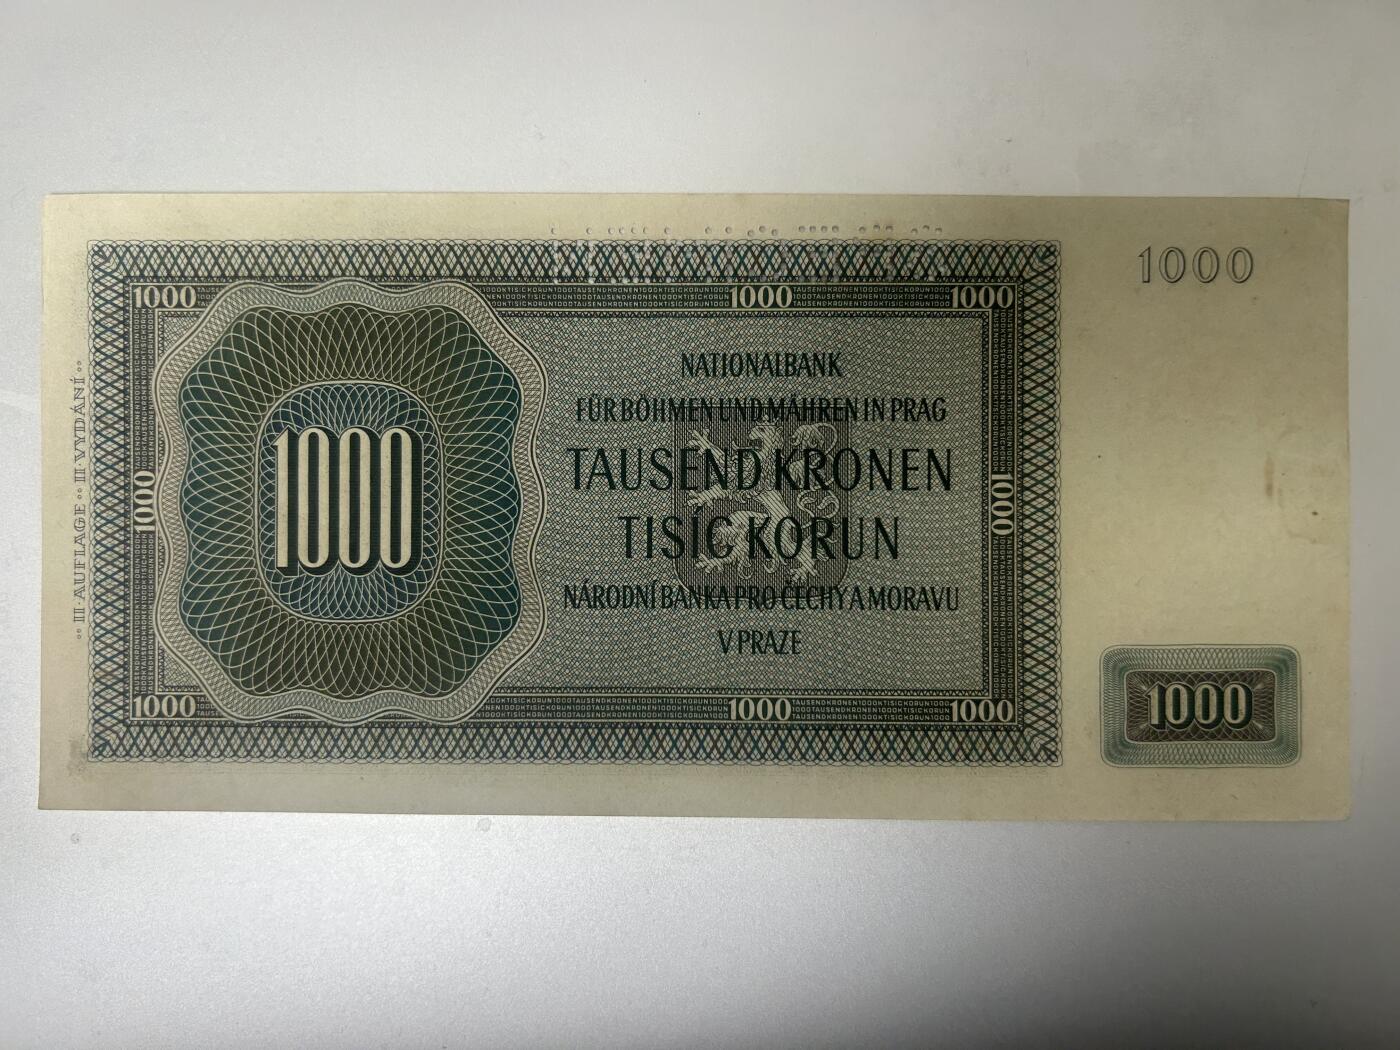 1000
1000
1000
1000
·· II·AUFLAGE ·· II·VYDÁNÍ ··
1000
1000
NATIONALBANK
FÜR BÖHMEN UND MÄHREN IN PRAG
TAUSEND KRONEN
TISÍC KORUN
NÁRODNÍ BANKA PRO ČECHY A MORAVU
V PRAZE
1000
1000
1000
1000
1000
1000